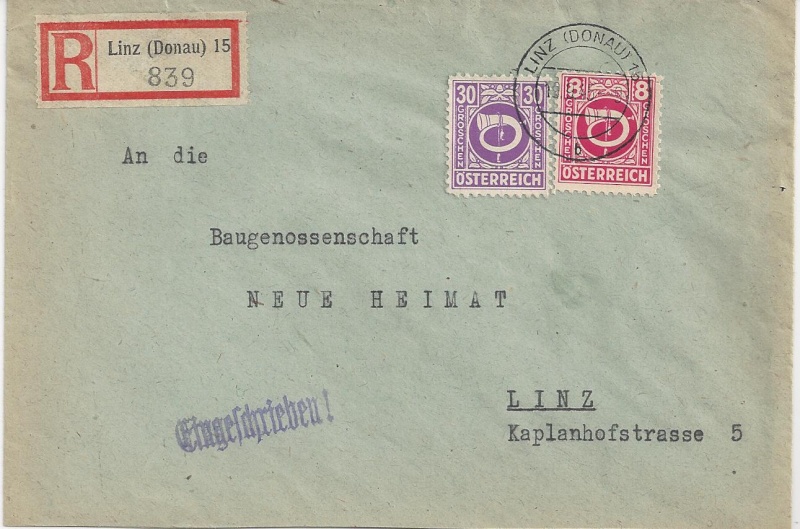 R
Linz (Donau) 15
839
LINZ (DONAU) 15
b
30 30
GROSCHEN GROSCHEN
ÖSTERREICH
8 8
GROSCHEN GROSCHEN
ÖSTERREICH
An die
Baugenossenschaft
NEUE HEIMAT
Eingeschrieben!
LINZ
Kaplanhofstrasse 5